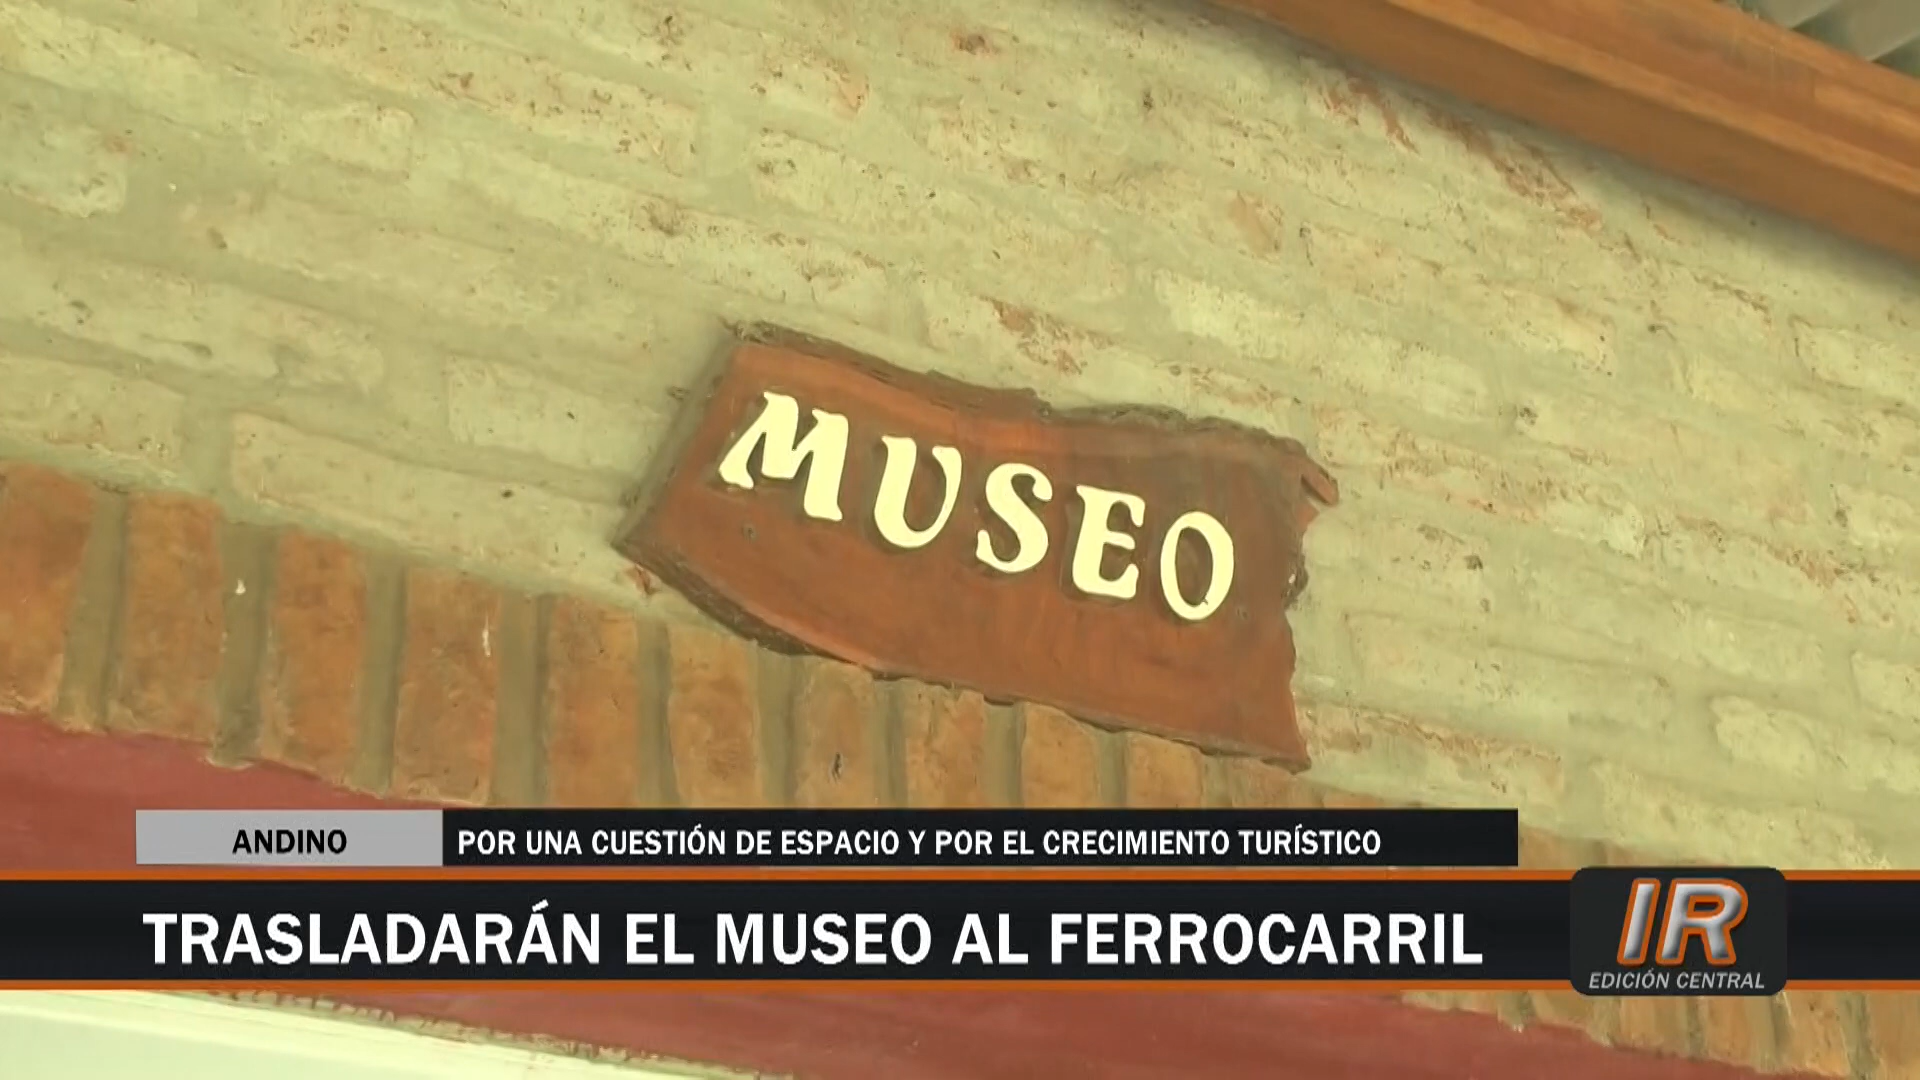 MUSEO
ANDINO
POR UNA CUESTIÓN DE ESPACIO Y POR EL CRECIMIENTO TURÍSTICO
TRASLADARÁN EL MUSEO AL FERROCARRIL
IR
EDICIÓN CENTRAL